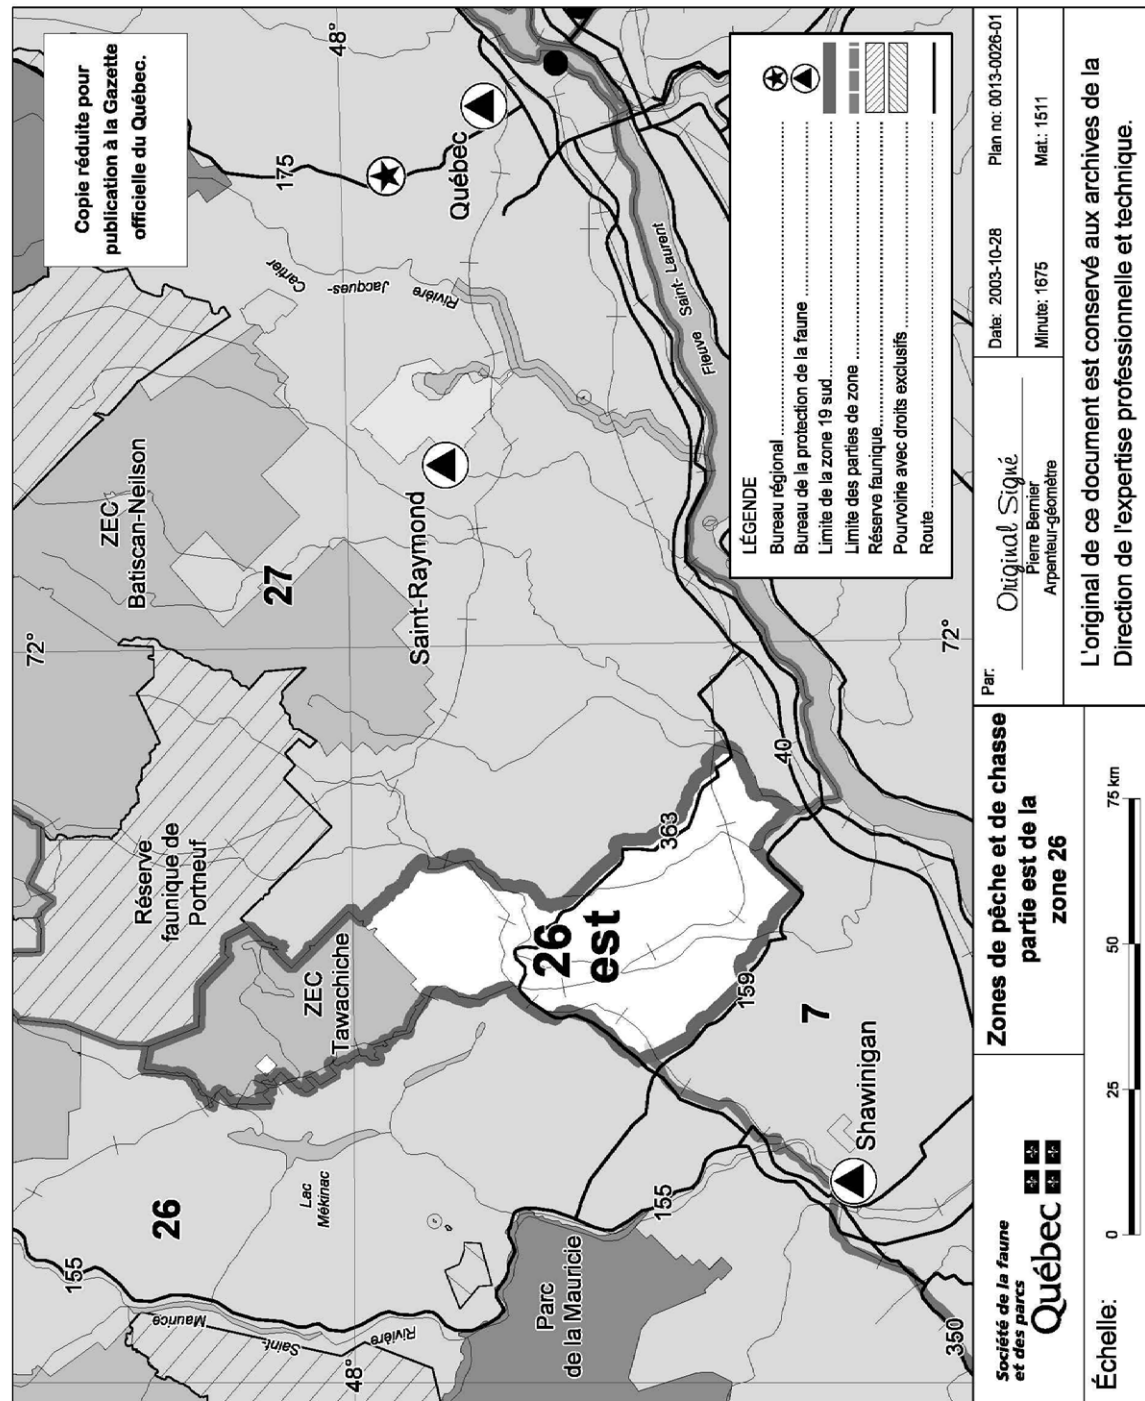 Copie réduite pour
publication à la Gazette
officielle du Québec.
72°
48°
48°
72°
175
155
155
159
363
40
350
26
27
7
26
est
ZEC
Batiscan-Neilson
Réserve
faunique de
Portneuf
ZEC
Tawachiche
Lac
Mékinac
Rivière
Saint-
Maurice
Parc
de la Mauricie
Shawinigan
Saint-Raymond
Québec
Rivière
Jacques-
Cartier
Fleuve Saint-Laurent
LÉGENDE
Bureau régional
Bureau de la protection de la faune
Limite de la zone 19 sud
Limite des parties de zone
Réserve faunique
Pourvoirie avec droits exclusifs
Route
Société de la faune
et des parcs
Québec
Échelle:
0 25 50 75 km
Zones de pêche et de chasse
partie est de la
zone 26
Par:
Original Signé
Pierre Bernier
Arpenteur-géomètre
Date: 2003-10-28
Plan no: 0013-0026-01
Minute: 1675
Mat.: 1511
L'original de ce document est conservé aux archives de la
Direction de l'expertise professionnelle et technique.